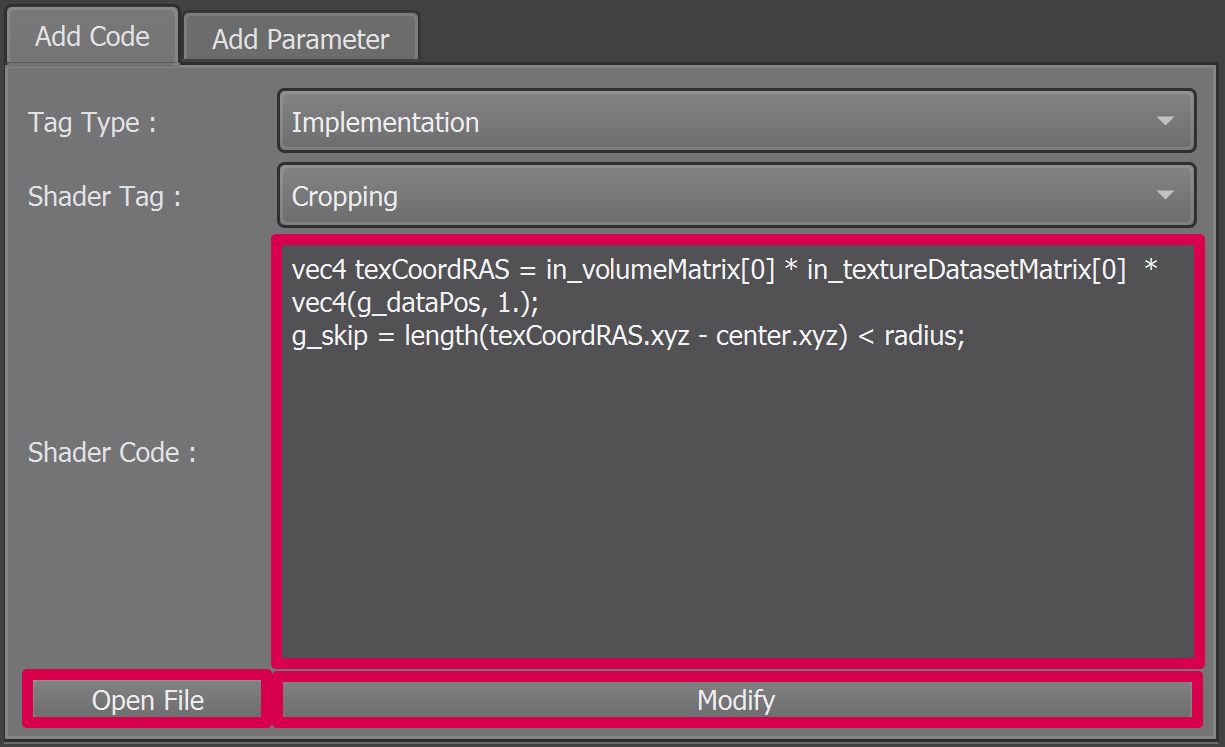 Add Code
Add Parameter
Tag Type :
Implementation
Shader Tag :
Cropping
vec4 texCoordRAS = in_volumeMatrix[0] * in_textureDatasetMatrix[0]  *
vec4(g_dataPos, 1.);
g_skip = length(texCoordRAS.xyz - center.xyz) < radius;
Shader Code :
Open File
Modify